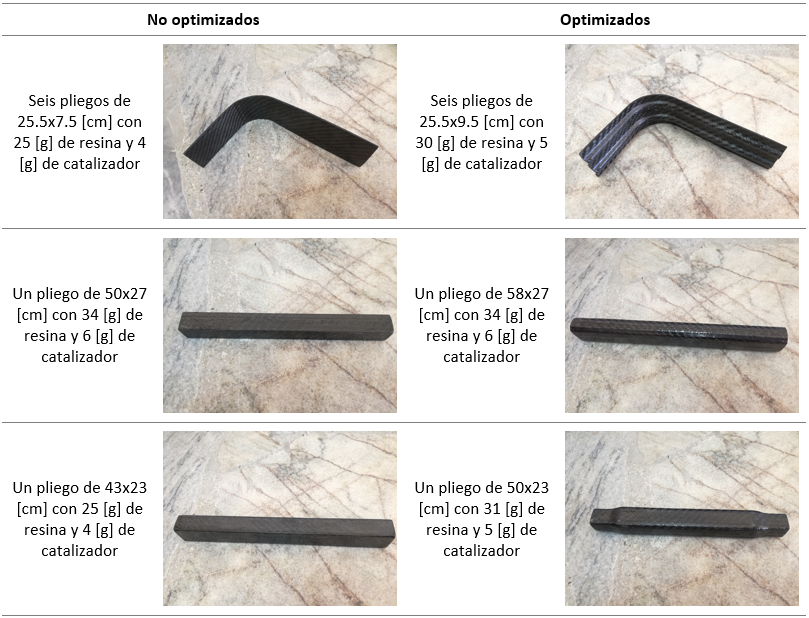 No optimizados
Optimizados
Seis pliegos de
25.5x7.5 [cm] con
25 [g] de resina y 4
[g] de catalizador
Seis pliegos de
25.5x9.5 [cm] con
30 [g] de resina y 5
[g] de catalizador
Un pliego de 50x27
[cm] con 34 [g] de
resina y 6 [g] de
catalizador
Un pliego de 58x27
[cm] con 34 [g] de
resina y 6 [g] de
catalizador
Un pliego de 43x23
[cm] con 25 [g] de
resina y 4 [g] de
catalizador
Un pliego de 50x23
[cm] con 31 [g] de
resina y 5 [g] de
catalizador